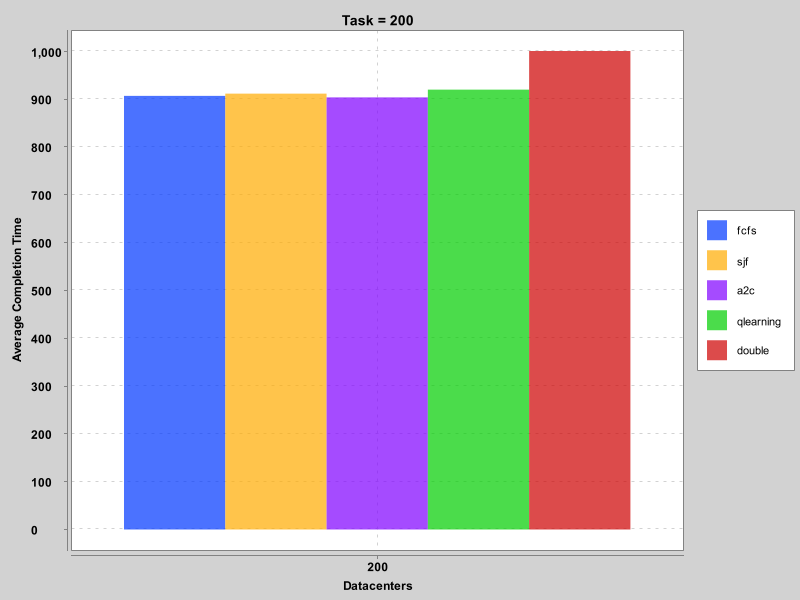 Task = 200
Average Completion Time
1,000
900
800
700
600
500
400
300
200
100
0
200
Datacenters
fcfs
sjf
a2c
qlearning
double